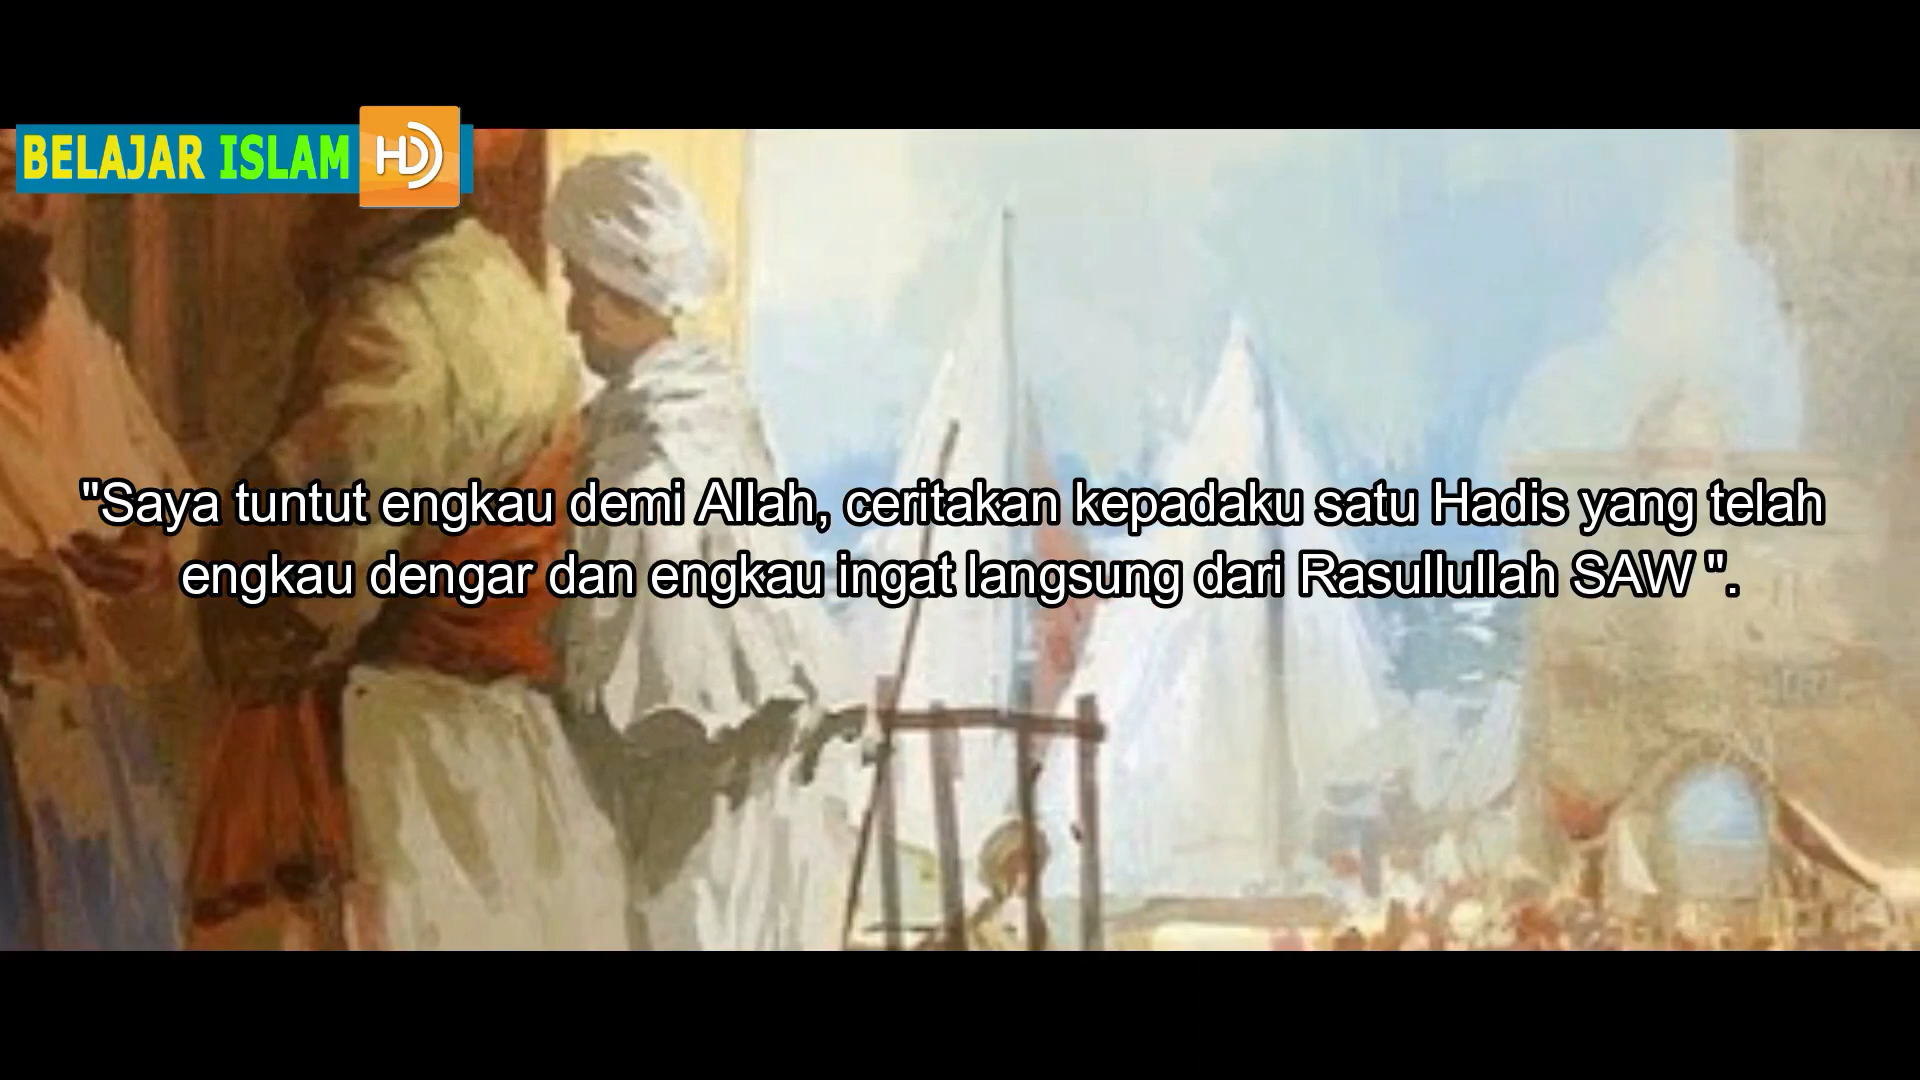 BELAJAR ISLAM HD
"Saya tuntut engkau demi Allah, ceritakan kepadaku satu Hadis yang telah
engkau dengar dan engkau ingat langsung dari Rasullullah SAW ".